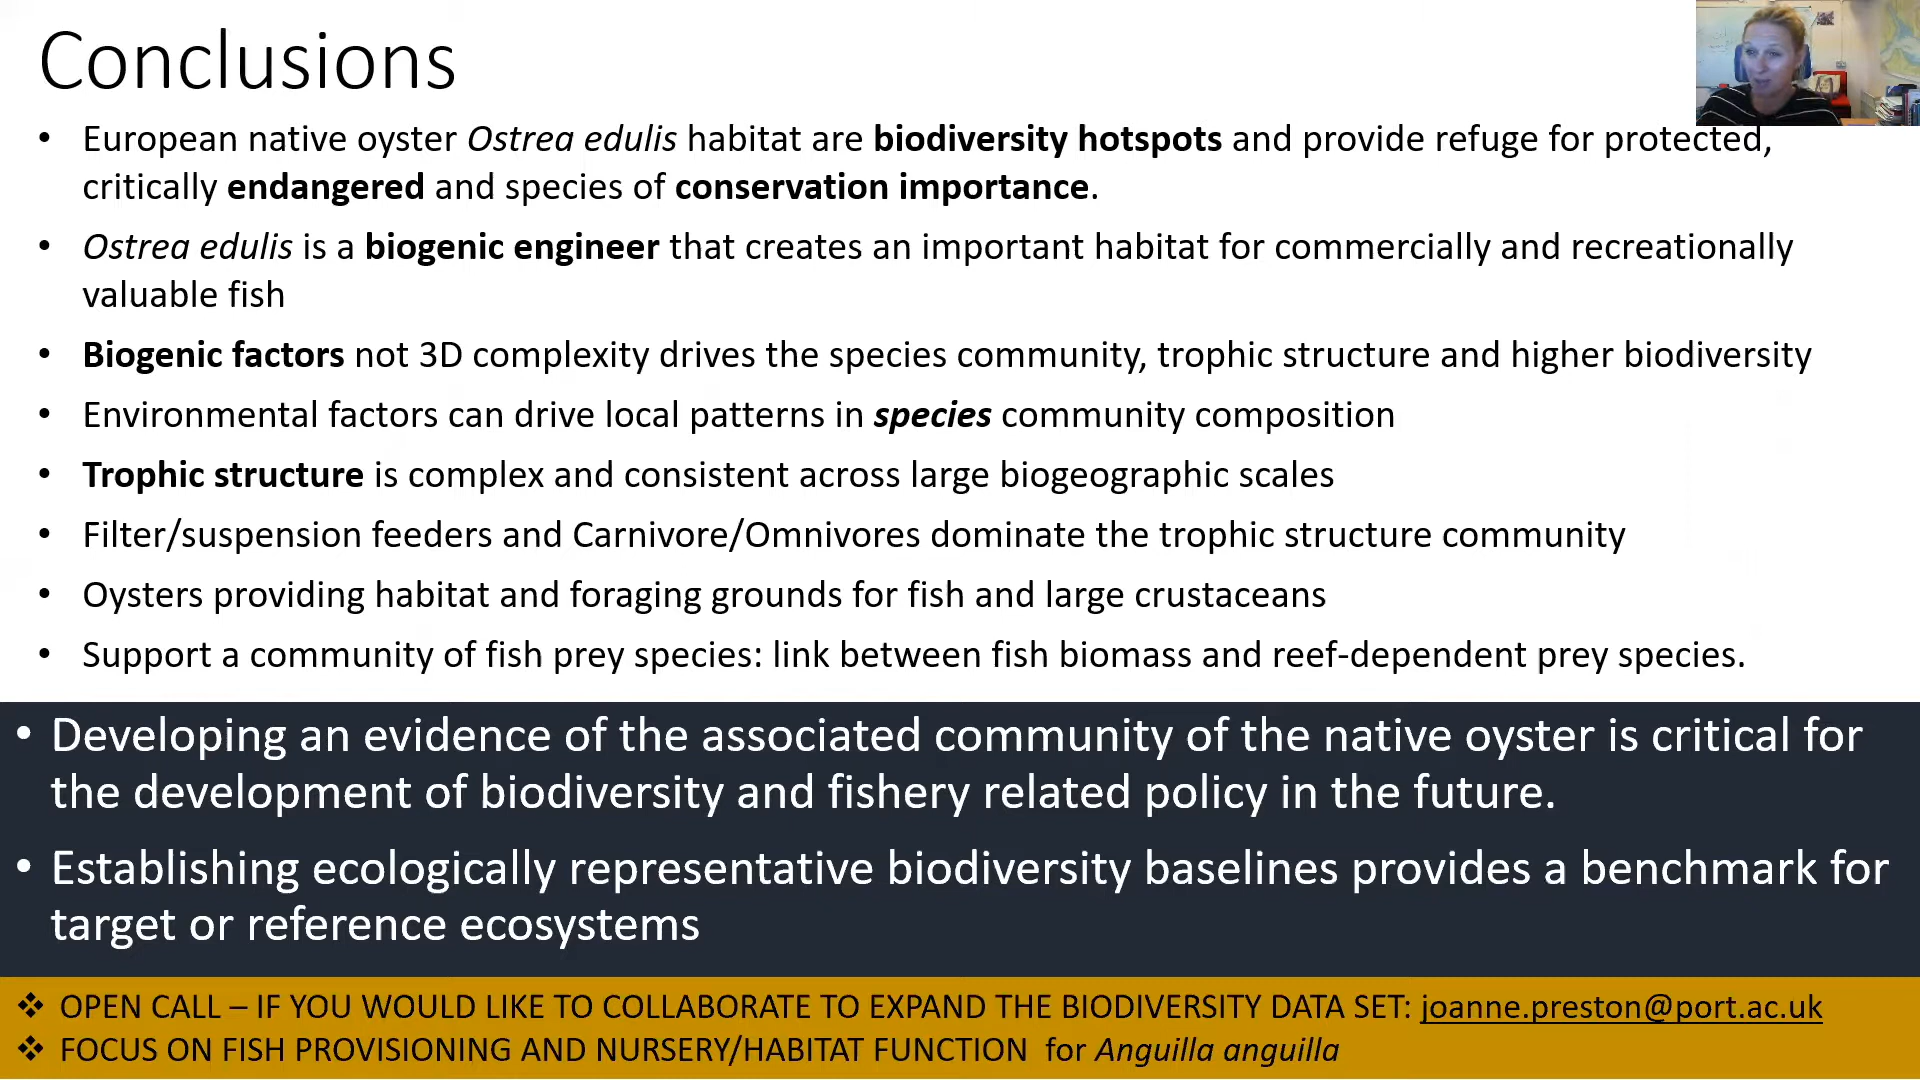 Conclusions
• European native oyster Ostrea edulis habitat are biodiversity hotspots and provide refuge for protected,
critically endangered and species of conservation importance.
• Ostrea edulis is a biogenic engineer that creates an important habitat for commercially and recreationally
valuable fish
• Biogenic factors not 3D complexity drives the species community, trophic structure and higher biodiversity
• Environmental factors can drive local patterns in species community composition
• Trophic structure is complex and consistent across large biogeographic scales
• Filter/suspension feeders and Carnivore/Omnivores dominate the trophic structure community
• Oysters providing habitat and foraging grounds for fish and large crustaceans
• Support a community of fish prey species: link between fish biomass and reef-dependent prey species.
• Developing an evidence of the associated community of the native oyster is critical for
the development of biodiversity and fishery related policy in the future.
• Establishing ecologically representative biodiversity baselines provides a benchmark for
target or reference ecosystems
❖ OPEN CALL – IF YOU WOULD LIKE TO COLLABORATE TO EXPAND THE BIODIVERSITY DATA SET: joanne.preston@port.ac.uk
❖ FOCUS ON FISH PROVISIONING AND NURSERY/HABITAT FUNCTION for Anguilla anguilla